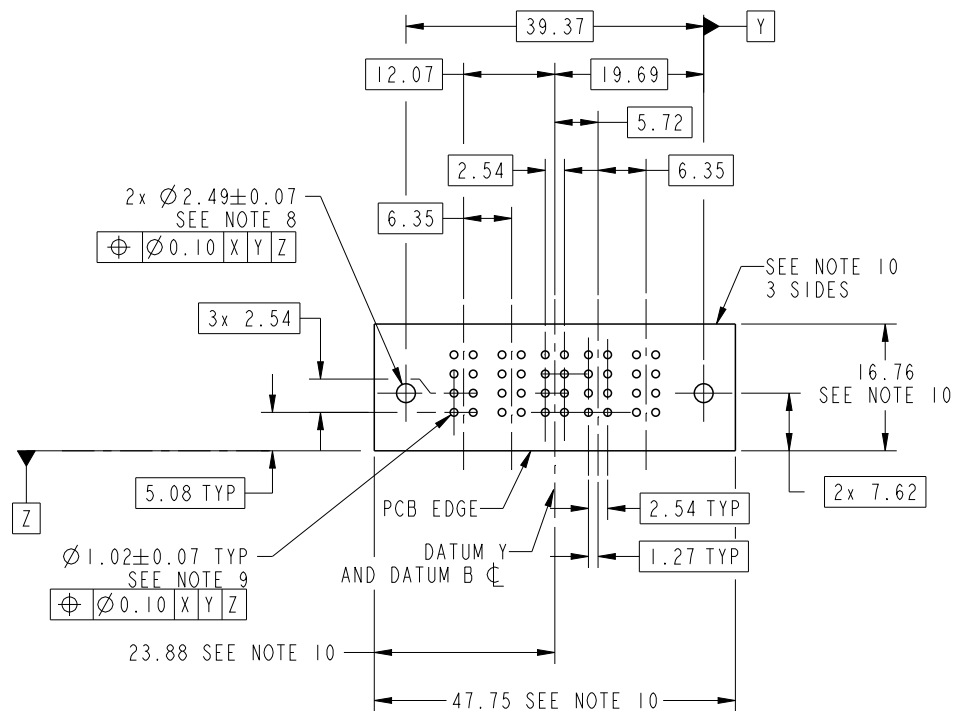 39.37
Y
12.07
19.69
5.72
2.54
6.35
2x Ø2.49±0.07
SEE NOTE 8
⌖ Ø0.10 X Y Z
6.35
SEE NOTE 10
3 SIDES
3x 2.54
16.76
SEE NOTE 10
Z
5.08 TYP
PCB EDGE
2.54 TYP
2x 7.62
Ø1.02±0.07 TYP
SEE NOTE 9
⌖ Ø0.10 X Y Z
DATUM Y
AND DATUM B ℄
1.27 TYP
23.88 SEE NOTE 10
47.75 SEE NOTE 10